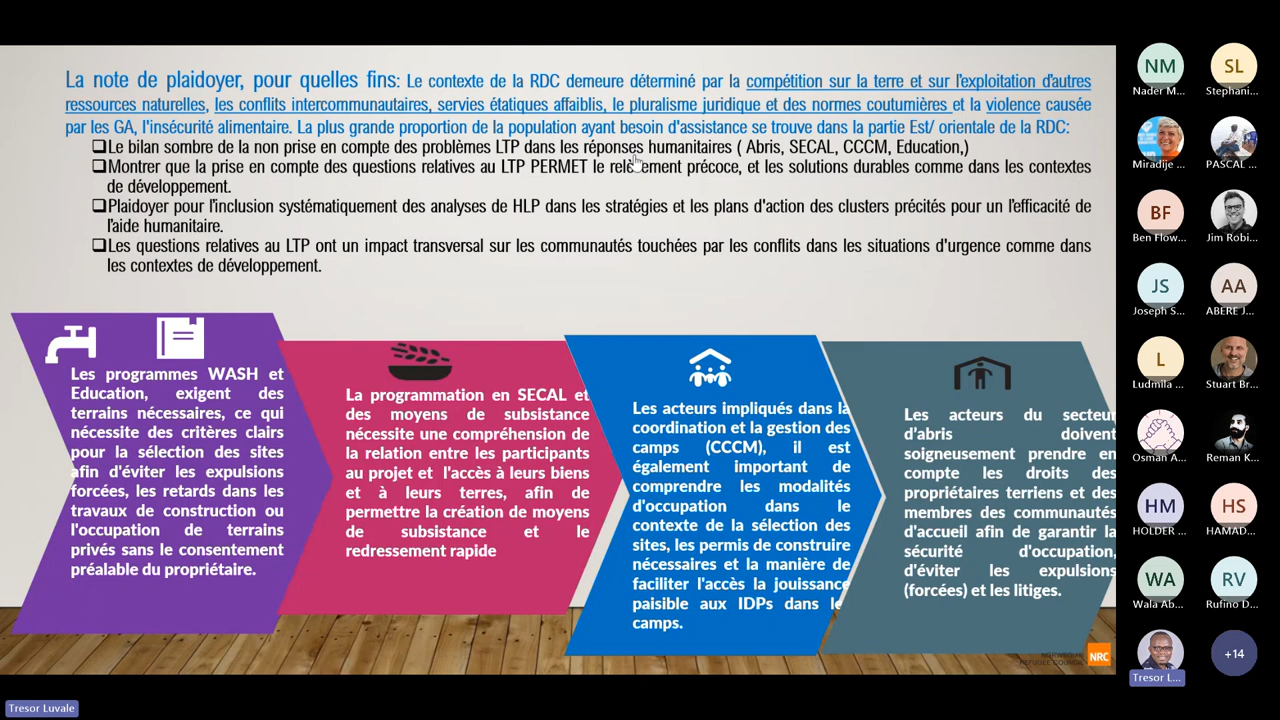 La note de plaidoyer, pour quelles fins: Le contexte de la RDC demeure déterminé par la compétition sur la terre et sur l'exploitation d'autres
ressources naturelles, les conflits intercommunautaires, servies étatiques affaiblis, le pluralisme juridique et des normes coutumières et la violence causée
par les GA, l'insécurité alimentaire. La plus grande proportion de la population ayant besoin d'assistance se trouve dans la partie Est/ orientale de la RDC:
❑Le bilan sombre de la non prise en compte des problèmes LTP dans les réponses humanitaires ( Abris, SECAL, CCCM, Education,)
❑Montrer que la prise en compte des questions relatives au LTP PERMET le relèvement précoce, et les solutions durables comme dans les contextes
de développement.
❑Plaidoyer pour l'inclusion systématiquement des analyses de HLP dans les stratégies et les plans d'action des clusters précités pour un l'efficacité de
l'aide humanitaire.
❑Les questions relatives au LTP ont un impact transversal sur les communautés touchées par les conflits dans les situations d'urgence comme dans
les contextes de développement.
Les programmes WASH et
Education, exigent des
terrains nécessaires, ce qui
nécessite des critères clairs
pour la sélection des sites
afin d'éviter les expulsions
forcées, les retards dans les
travaux de construction ou
l'occupation de terrains
privés sans le consentement
préalable du propriétaire.
La programmation en SECAL et
des moyens de subsistance
nécessite une compréhension de
la relation entre les participants
au projet et l'accès à leurs biens
et à leurs terres, afin de
permettre la création de moyens
de subsistance et le
redressement rapide
Les acteurs impliqués dans la
coordination et la gestion des
camps (CCCM), il est
également important de
comprendre les modalités
d'occupation dans le
contexte de la sélection des
sites, les permis de construire
nécessaires et la manière de
faciliter l'accès la jouissance
paisible aux IDPs dans les
camps.
Les acteurs du secteur
d'abris doivent
soigneusement prendre en
compte les droits des
propriétaires terriens et des
membres des communautés
d'accueil afin de garantir la
sécurité d'occupation,
d'éviter les expulsions
(forcées) et les litiges.
NORWEGIAN
REFUGEE COUNCIL
NRC
NM
Nader M...
SL
Stephani...
Miradije ...
PASCAL ...
BF
Ben Flow...
Jim Robi...
JS
Joseph S...
AA
ABERE J...
L
Ludmila ...
Stuart Br...
Osman A...
Reman K...
HM
HOLDER ...
HS
HAMAD...
WA
Wala Ab...
RV
Rufino D...
Tresor L...
+14
Tresor Luvale